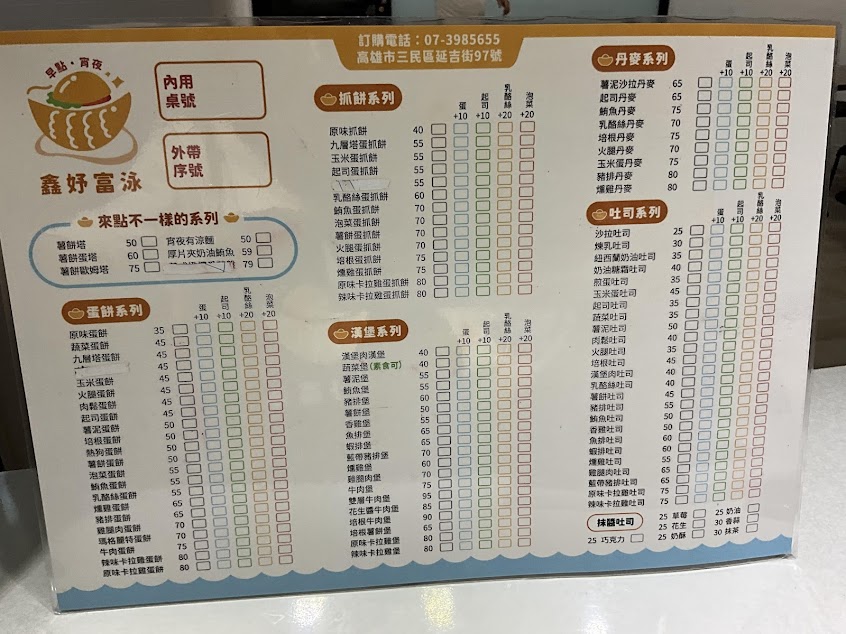 訂購電話：07-3985655
高雄市三民區延吉街97號
早點・宵夜
鑫妤富泳
內用
桌號
外帶
序號
來點不一樣的系列
薯餅塔 50
薯餅蛋塔 60
薯餅歐姆塔 75
宵夜有涼麵 50
厚片夾奶油鮪魚 59
79
蛋餅系列
蛋 +10 起司 +10 乳酪絲 +20 泡菜 +20
原味蛋餅 35
蔬菜蛋餅 45
九層塔蛋餅 45
45
玉米蛋餅 45
火腿蛋餅 45
肉鬆蛋餅 45
起司蛋餅 50
薯泥蛋餅 50
培根蛋餅 50
熱狗蛋餅 50
薯餅蛋餅 50
泡菜蛋餅 55
鮪魚蛋餅 55
乳酪絲蛋餅 55
燻雞蛋餅 65
豬排蛋餅 65
雞腿肉蛋餅 70
瑪格麗特蛋餅 70
牛肉蛋餅 75
辣味卡拉雞蛋餅 80
原味卡拉雞蛋餅 80
抓餅系列
蛋 +10 起司 +10 乳酪絲 +20 泡菜 +20
原味抓餅 40
九層塔蛋抓餅 55
玉米蛋抓餅 55
起司蛋抓餅 55
55
乳酪絲蛋抓餅 60
鮪魚蛋抓餅 70
泡菜蛋抓餅 70
薯餅蛋抓餅 70
火腿蛋抓餅 70
培根蛋抓餅 75
燻雞蛋抓餅 75
原味卡拉雞蛋抓餅 80
辣味卡拉雞蛋抓餅 80
漢堡系列
蛋 +10 起司 +10 乳酪絲 +20 泡菜 +20
漢堡肉漢堡 40
蔬菜堡(素食可) 40
薯泥堡 55
鮪魚堡 55
豬排堡 60
薯餅堡 50
香雞堡 55
魚排堡 65
蝦排堡 65
藍帶豬排堡 70
燻雞堡 60
雞腿肉堡 70
牛肉堡 75
雙層牛肉堡 95
花生醬牛肉堡 85
培根牛肉堡 90
培根薯餅堡 80
原味卡拉雞堡 80
辣味卡拉雞堡 80
丹麥系列
蛋 +10 起司 +10 乳酪絲 +20 泡菜 +20
薯泥沙拉丹麥 65
起司丹麥 65
鮪魚丹麥 75
乳酪絲丹麥 70
培根丹麥 75
火腿丹麥 70
玉米蛋丹麥 75
豬排丹麥 80
燻雞丹麥 80
吐司系列
蛋 +10 起司 +10 乳酪絲 +20 泡菜 +20
沙拉吐司 25
煉乳吐司 30
紐西蘭奶油吐司 35
奶油糖霜吐司 40
煎蛋吐司 35
玉米蛋吐司 45
起司吐司 35
蔬菜吐司 35
薯泥吐司 50
肉鬆吐司 40
火腿吐司 35
培根吐司 45
漢堡肉吐司 40
乳酪絲吐司 40
薯餅吐司 45
豬排吐司 55
鮪魚吐司 50
香雞吐司 50
魚排吐司 60
蝦排吐司 60
燻雞吐司 55
雞腿肉吐司 65
藍帶豬排吐司 65
原味卡拉雞吐司 75
辣味卡拉雞吐司 75
抹醬吐司
25 草莓 25 奶油
25 花生 30 香蒜
25 巧克力 25 奶酥 30 抹茶